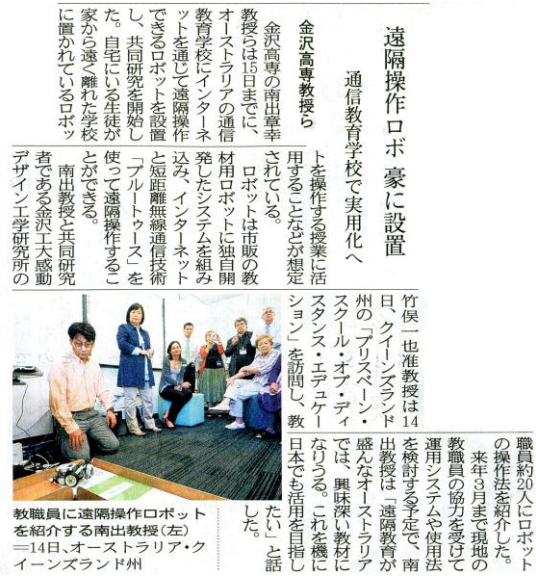 遠隔操作ロボ 豪に設置
通信教育学校で実用化へ
金沢高専教授ら
金沢高専の南出章幸
教授らは15日までに、
オーストラリアの通信
教育学校にインターネ
ットを通じて遠隔操作
できるロボットを設置
し、共同研究を開始し
た。自宅にいる生徒が
家から遠く離れた学校
に置かれているロボッ
トを操作する授業に活
用することなどが想定
されている。
ロボットは市販の教
材用ロボットに独自開
発したシステムを組み
込み、インターネット
と短距離無線通信技術
「ブルートゥース」を
使って遠隔操作するこ
とができる。
南出教授と共同研究
者である金沢工大感動
デザイン工学研究所の
竹俣一也准教授は14
日、クイーンズランド
州の「ブリスベーン・
スクール・オブ・ディ
スタンス・エデュケー
ション」を訪問し、教
職員約20人にロボット
の操作法を紹介した。
来年3月まで現地の
教職員の協力を受けて
運用システムや使用法
を検討する予定で、南
出教授は「遠隔教育が
盛んなオーストラリア
では、興味深い教材に
なりうる。これを機に
日本でも活用を目指し
たい」と話
した。
教職員に遠隔操作ロボット
を紹介する南出教授(左)
=14日、オーストラリア・ク
イーンズランド州